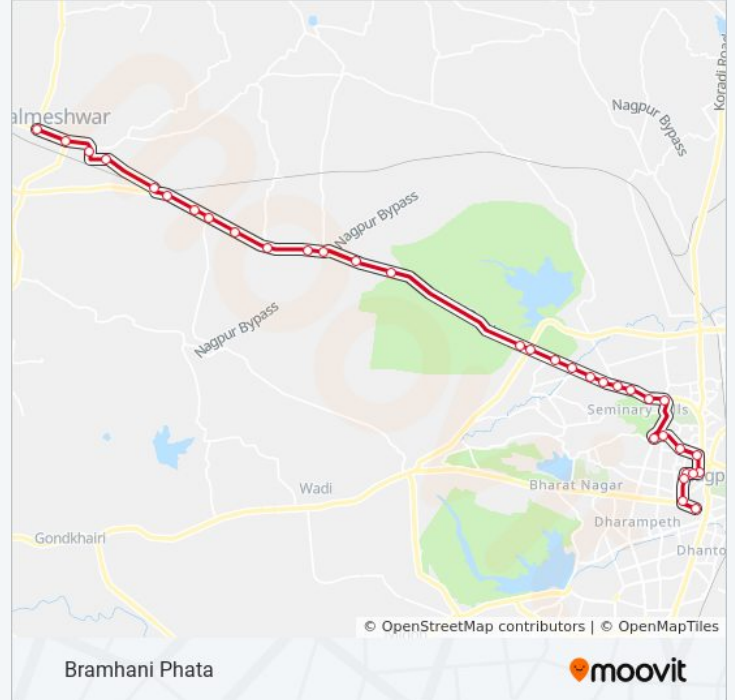 almeshwar
Koradi Road
Nagpur Bypass
Nagpur Bypass
Nagpur Bypass
Seminary Hills
Bharat Nagar
Wadi
Dharampeth
Gondkhairi
Dhanto
© OpenStreetMap contributors | © OpenMapTiles
Bramhani Phata
moovit